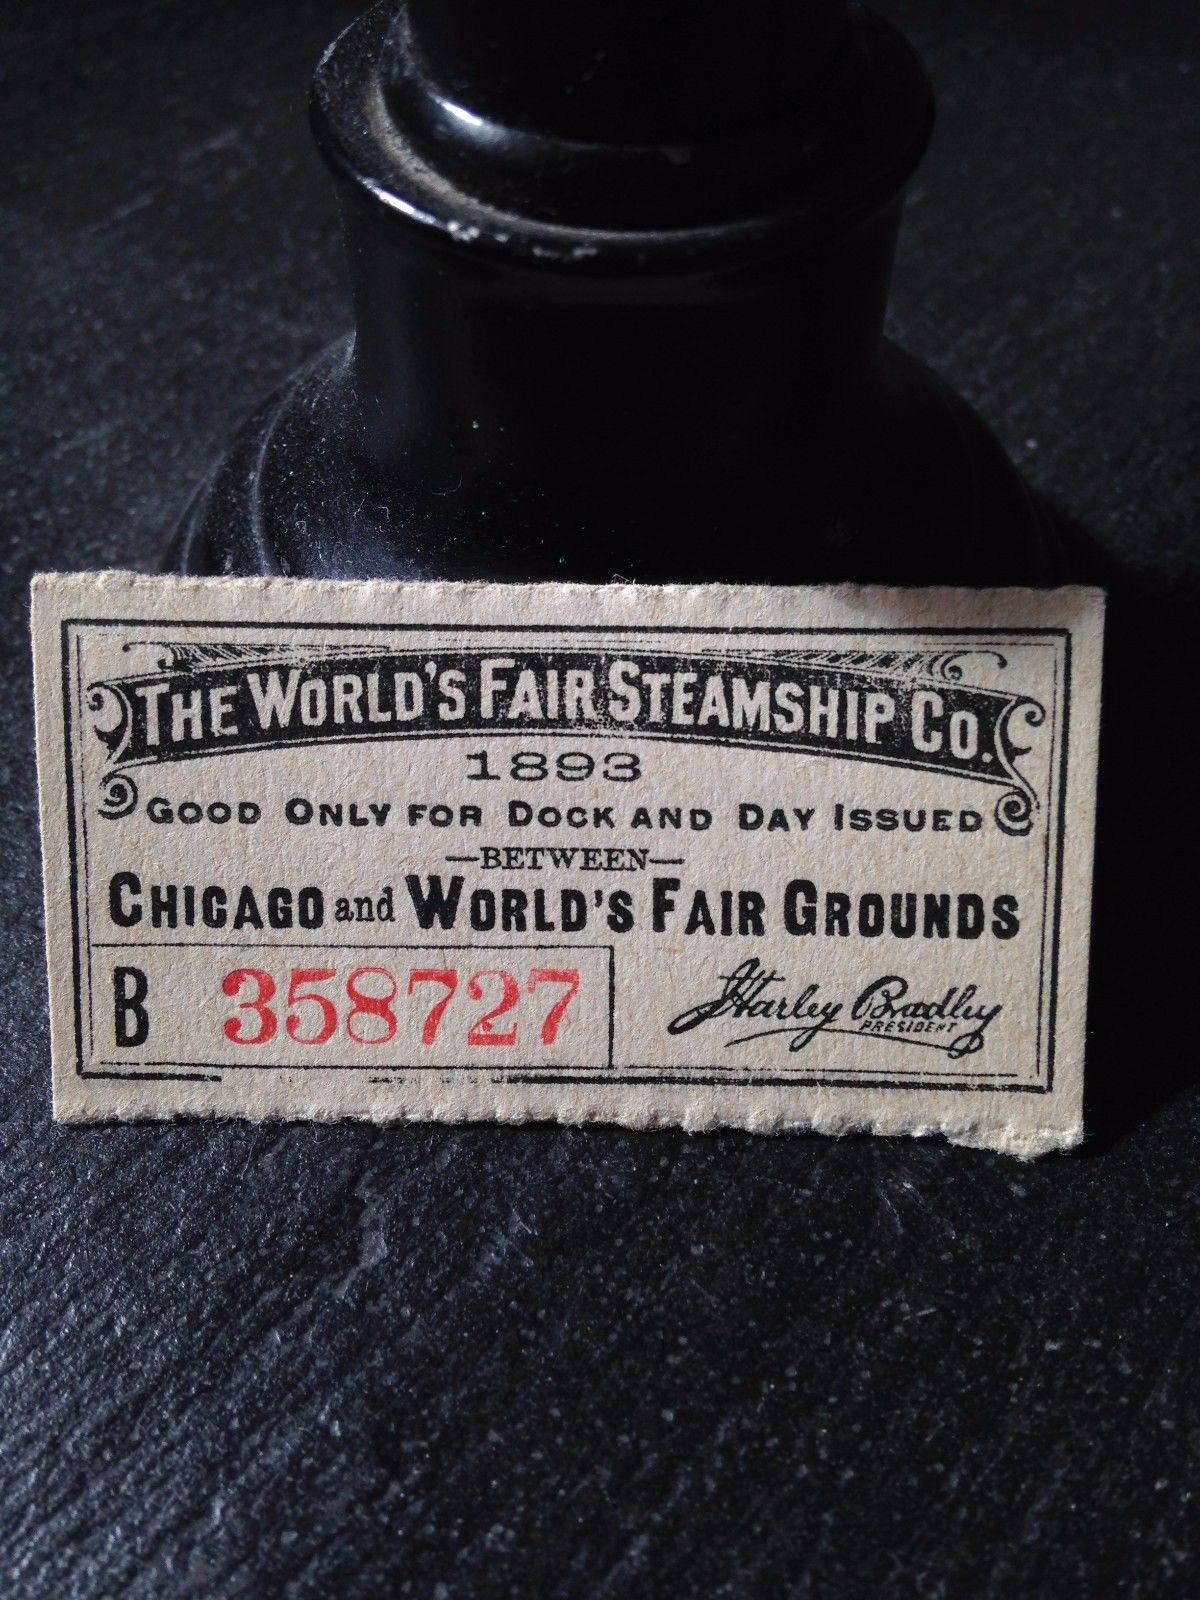 THE WORLD'S FAIR STEAMSHIP CO.
1893
GOOD ONLY FOR DOCK AND DAY ISSUED
—BETWEEN—
CHICAGO and WORLD'S FAIR GROUNDS
B 358727
J Harley Bradley
PRESIDENT